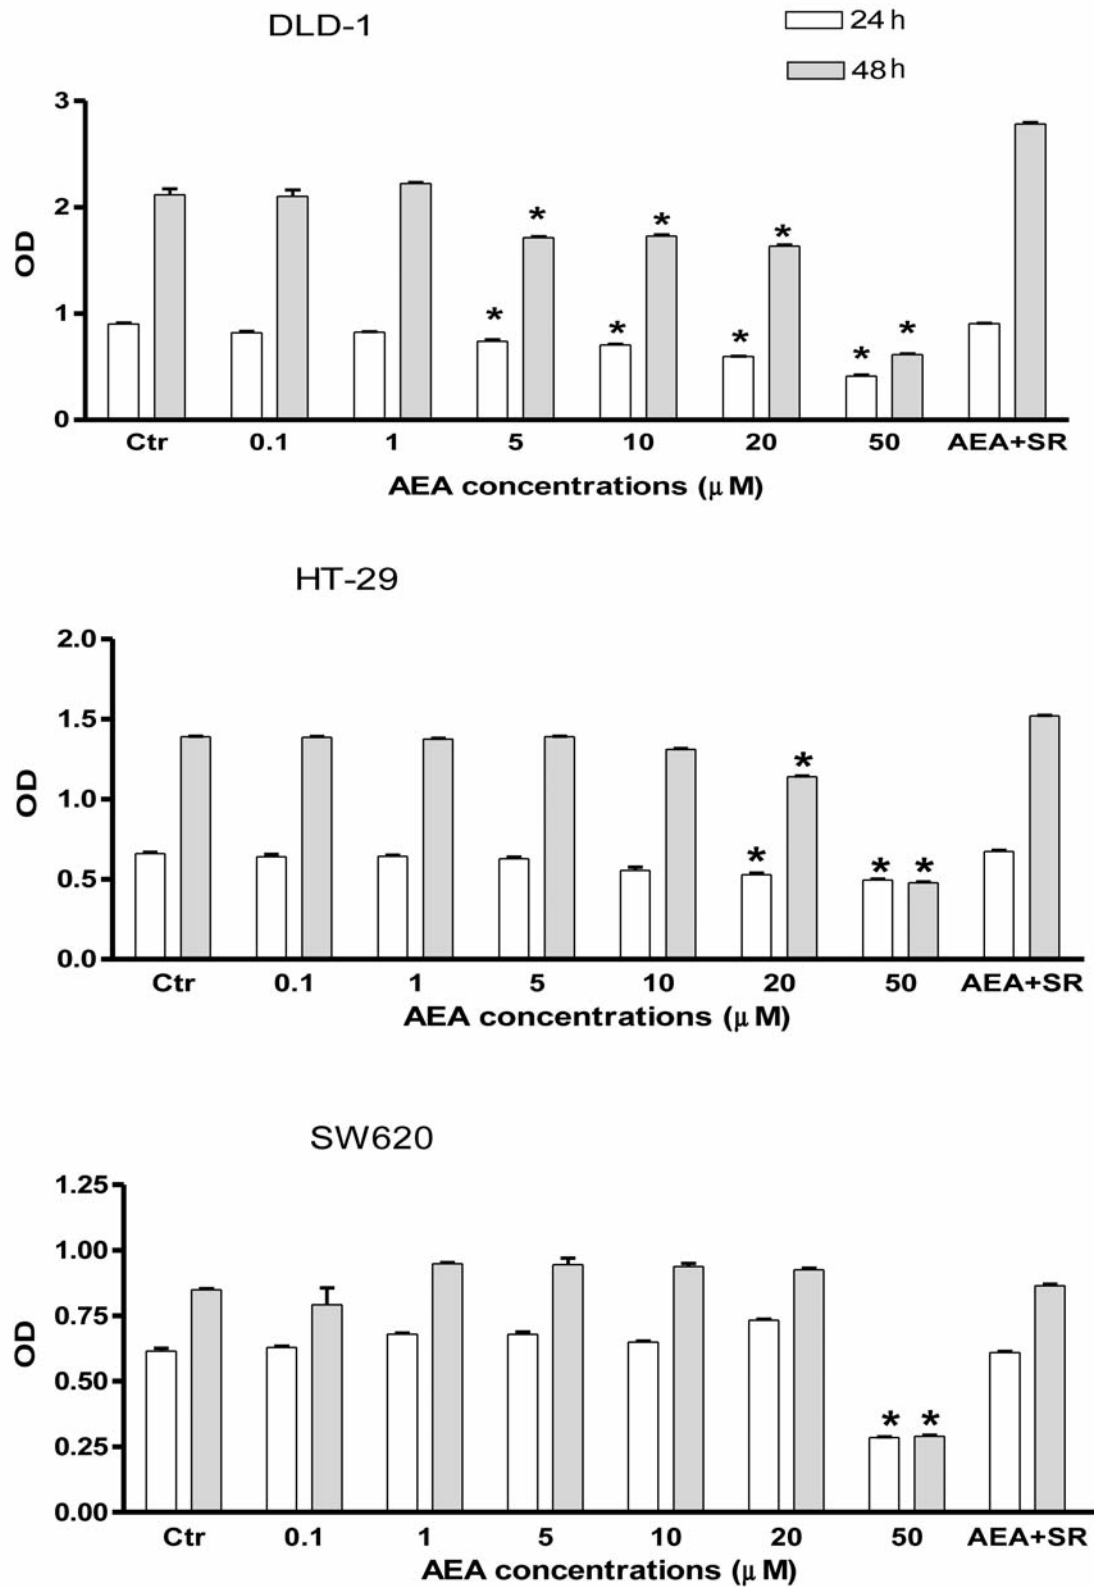 DLD-1
24 h
48 h
3
2
1
0
OD
* * *
* * * * *
Ctr 0.1 1 5 10 20 50 AEA+SR
AEA concentrations (μ M)
HT-29
2.0
1.5
1.0
0.5
0.0
OD
*
* * *
Ctr 0.1 1 5 10 20 50 AEA+SR
AEA concentrations (μ M)
SW620
1.25
1.00
0.75
0.50
0.25
0.00
OD
* *
Ctr 0.1 1 5 10 20 50 AEA+SR
AEA concentrations (μ M)